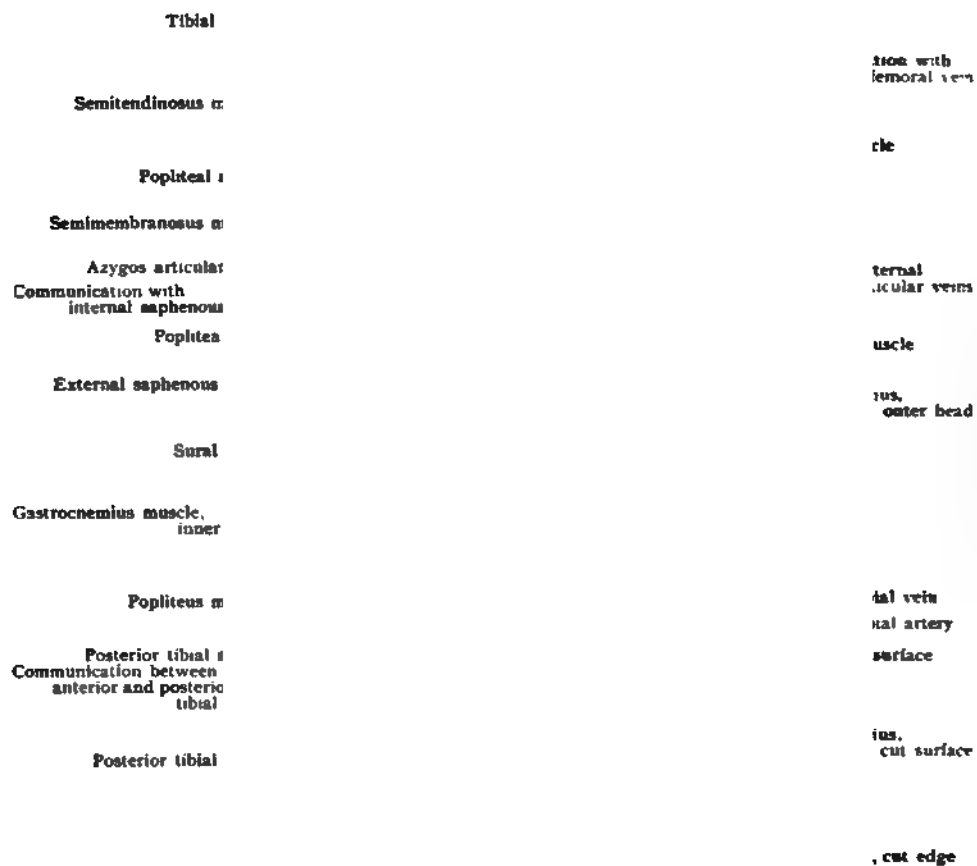 Tibial
Semitendinosus m
Popliteal
Semimembranosus m
Azygos articular
Communication with
internal saphenous
Poplitea
External saphenous
Sural
Gastrocnemius muscle,
inner
Popliteus m
Posterior tibial
Communication between
anterior and posterio
tibial
Posterior tibial
tion with
femoral vein
cle
ternal
icular veins
uscle
ius,
outer head
ial vein
ial artery
surface
ius,
cut surface
, cut edge